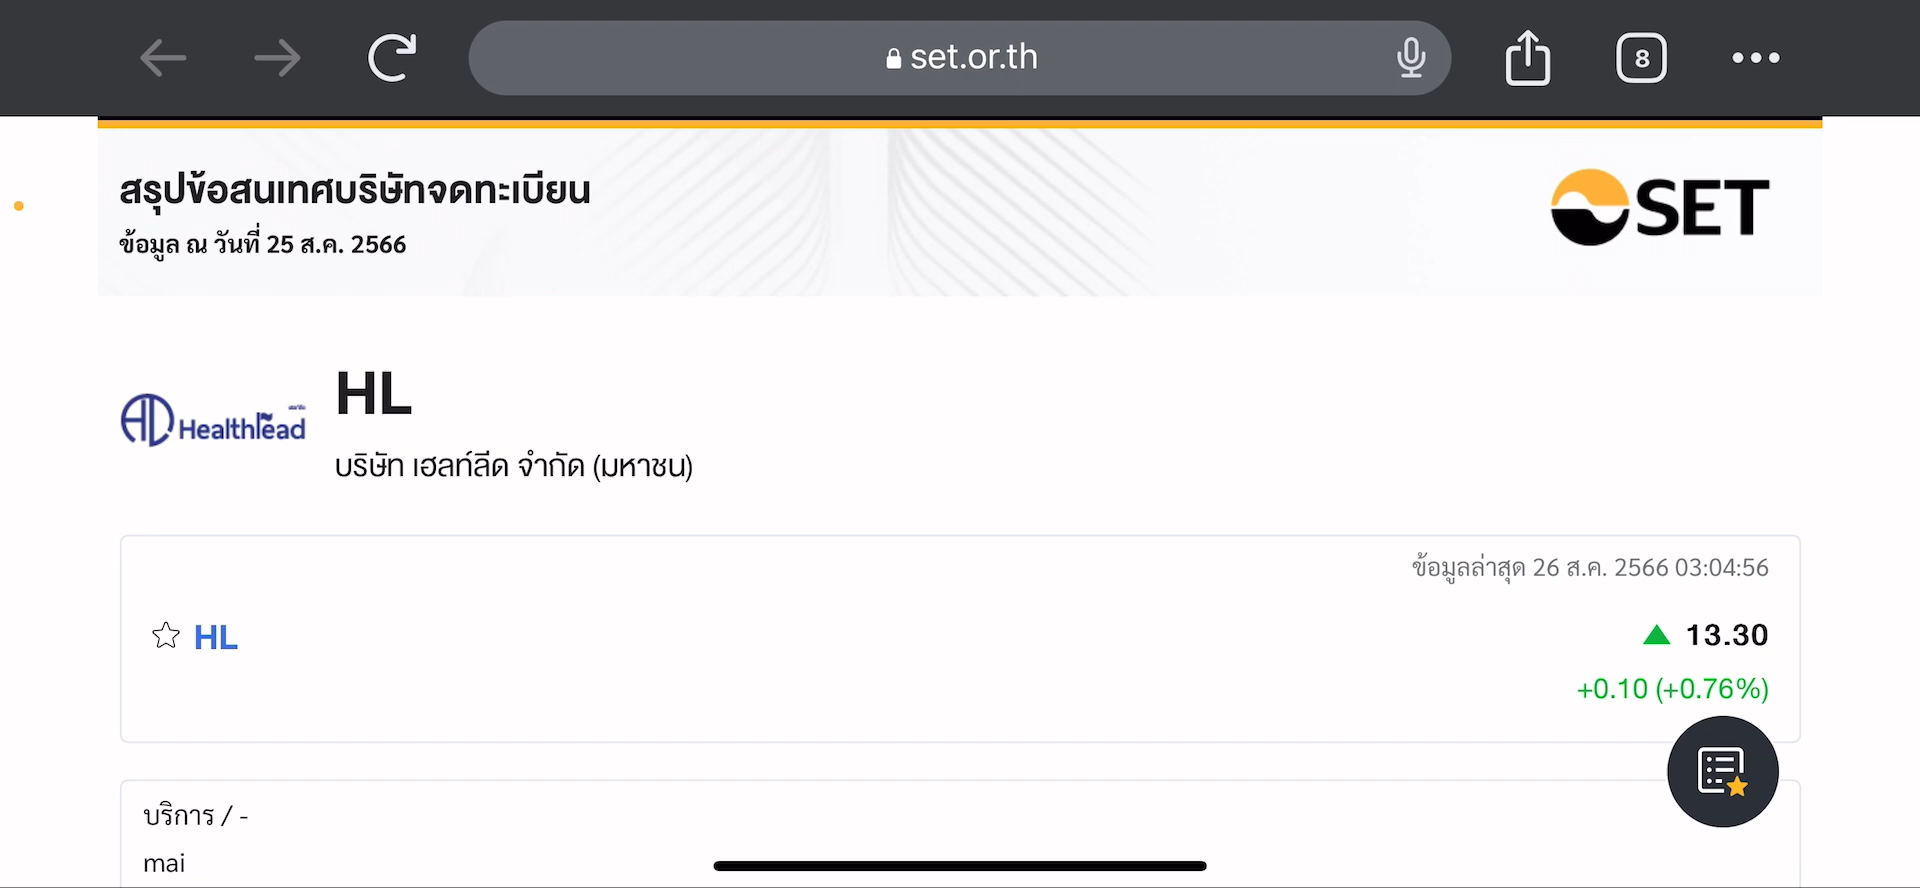 set.or.th
8
สรุปข้อสนเทศบริษัทจดทะเบียน
ข้อมูล ณ วันที่ 25 ส.ค. 2566
SET
Healthlead
HL
บริษัท เฮลท์ลีด จำกัด (มหาชน)
ข้อมูลล่าสุด 26 ส.ค. 2566 03:04:56
HL
13.30
+0.10 (+0.76%)
บริการ / -
mai